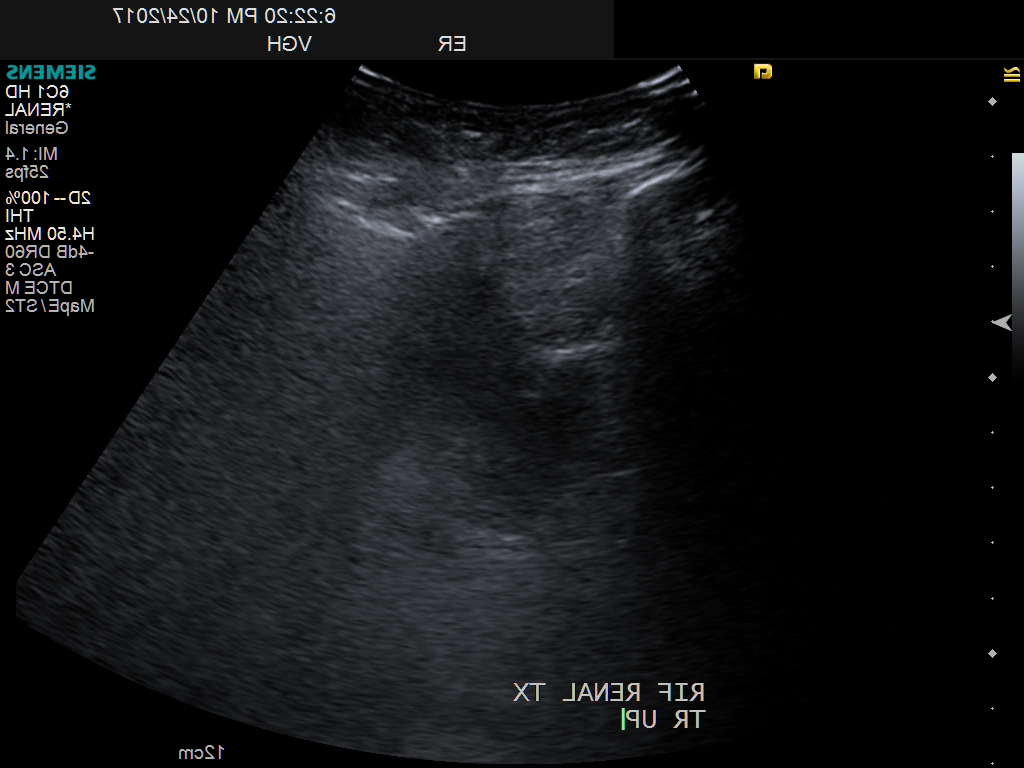 6:22:20 PM 10/24/2017
ER VGH
SIEMENS
6C1 HD
*RENAL
General
MI:1.4
25fps
2D--100%
THI
H4.50 MHz
-4dB DR60
ASC 3
DTCE M
MapE/ST2
RIF RENAL TX
TR UP
12cm